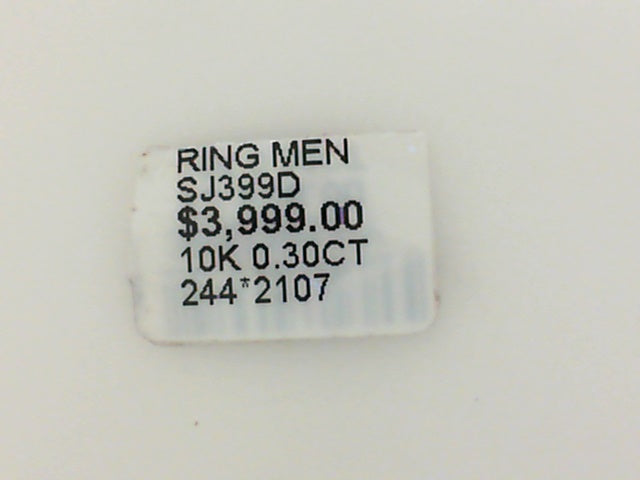 RING MEN
SJ399D
$3,999.00
10K 0.30CT
244*2107